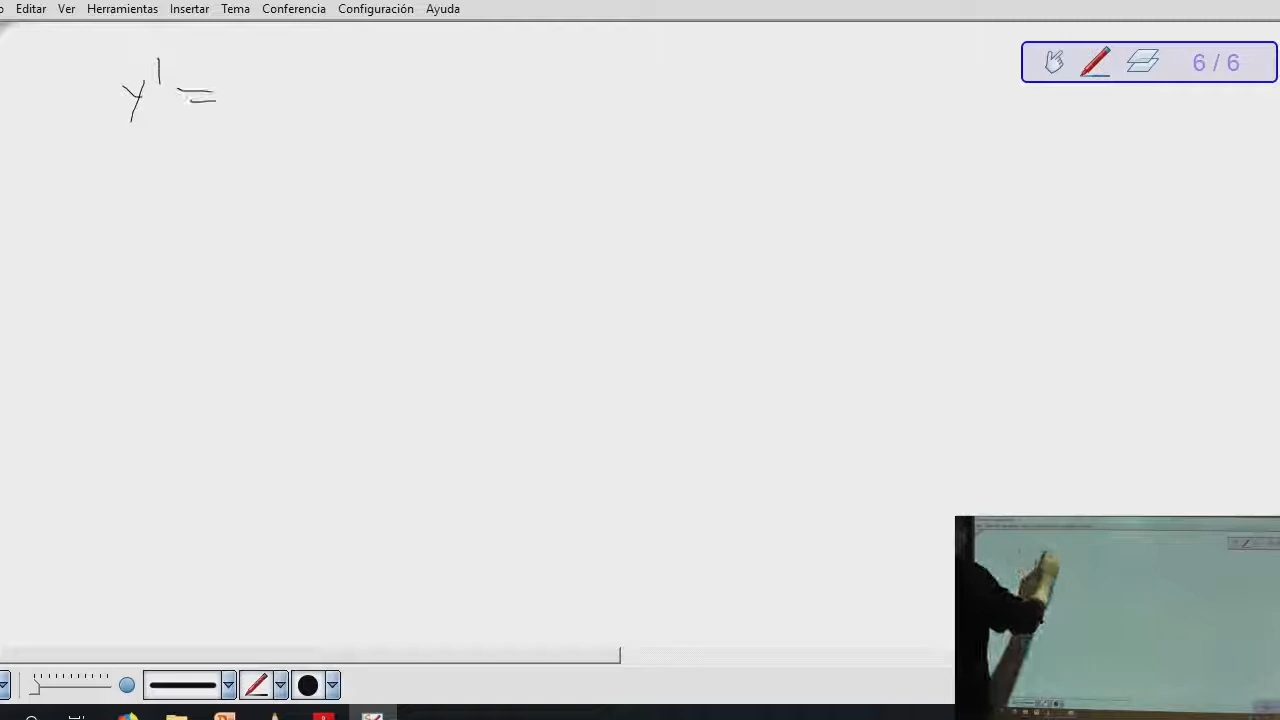 Editar Ver Herramientas Insertar Tema Conferencia Configuración Ayuda
y' =
6 / 6